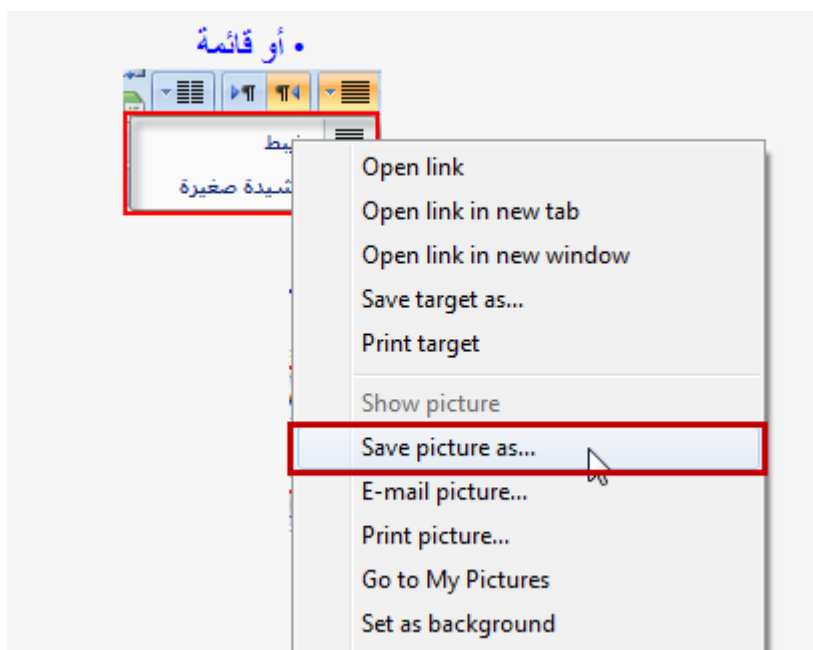 • أو قائمة
صغيرة
Open link
Open link in new tab
Open link in new window
Save target as...
Print target
Show picture
Save picture as...
E-mail picture...
Print picture...
Go to My Pictures
Set as background